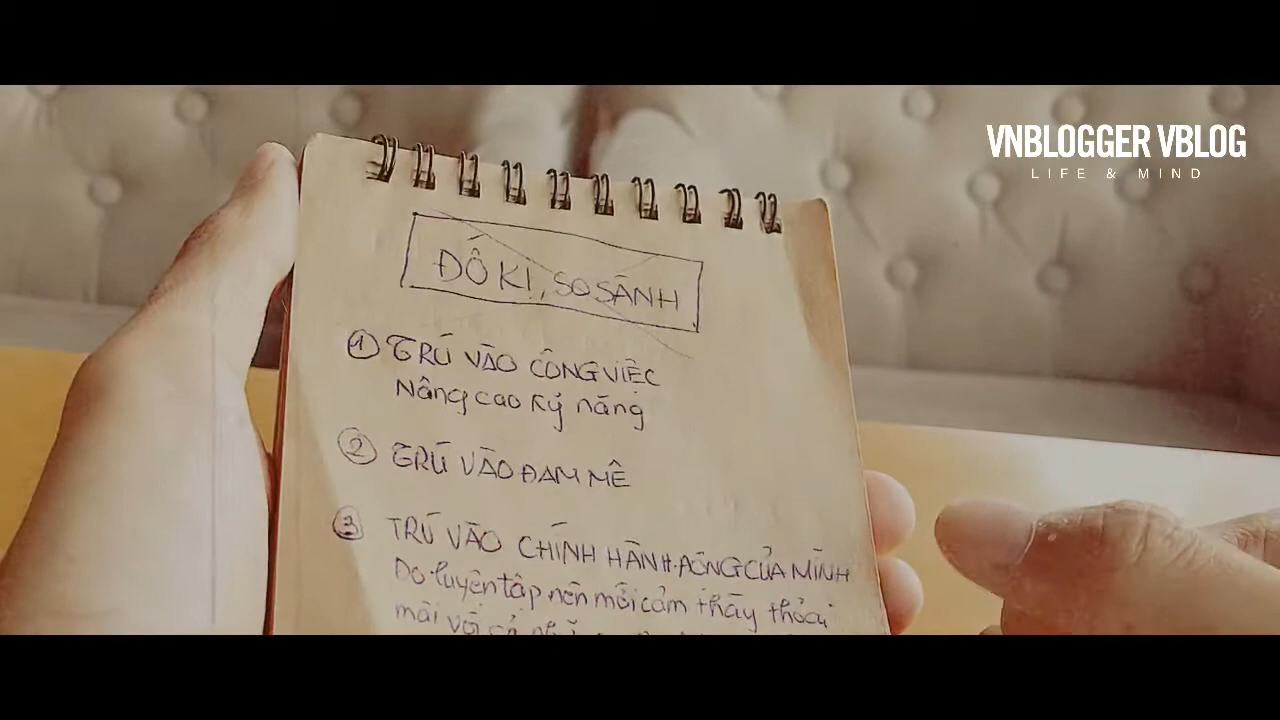 VNBLOGGER VBLOG
LIFE & MIND
ĐỐ KỊ, SO SÁNH
1 TRÚ VÀO CÔNG VIỆC
Nâng cao kỹ năng
2 TRÚ VÀO ĐAM MÊ
3 TRÚ VÀO CHÍNH HÀNH ĐỘNG CỦA MÌNH
Do luyện tập nên mới cảm thấy thoải
mái với cả